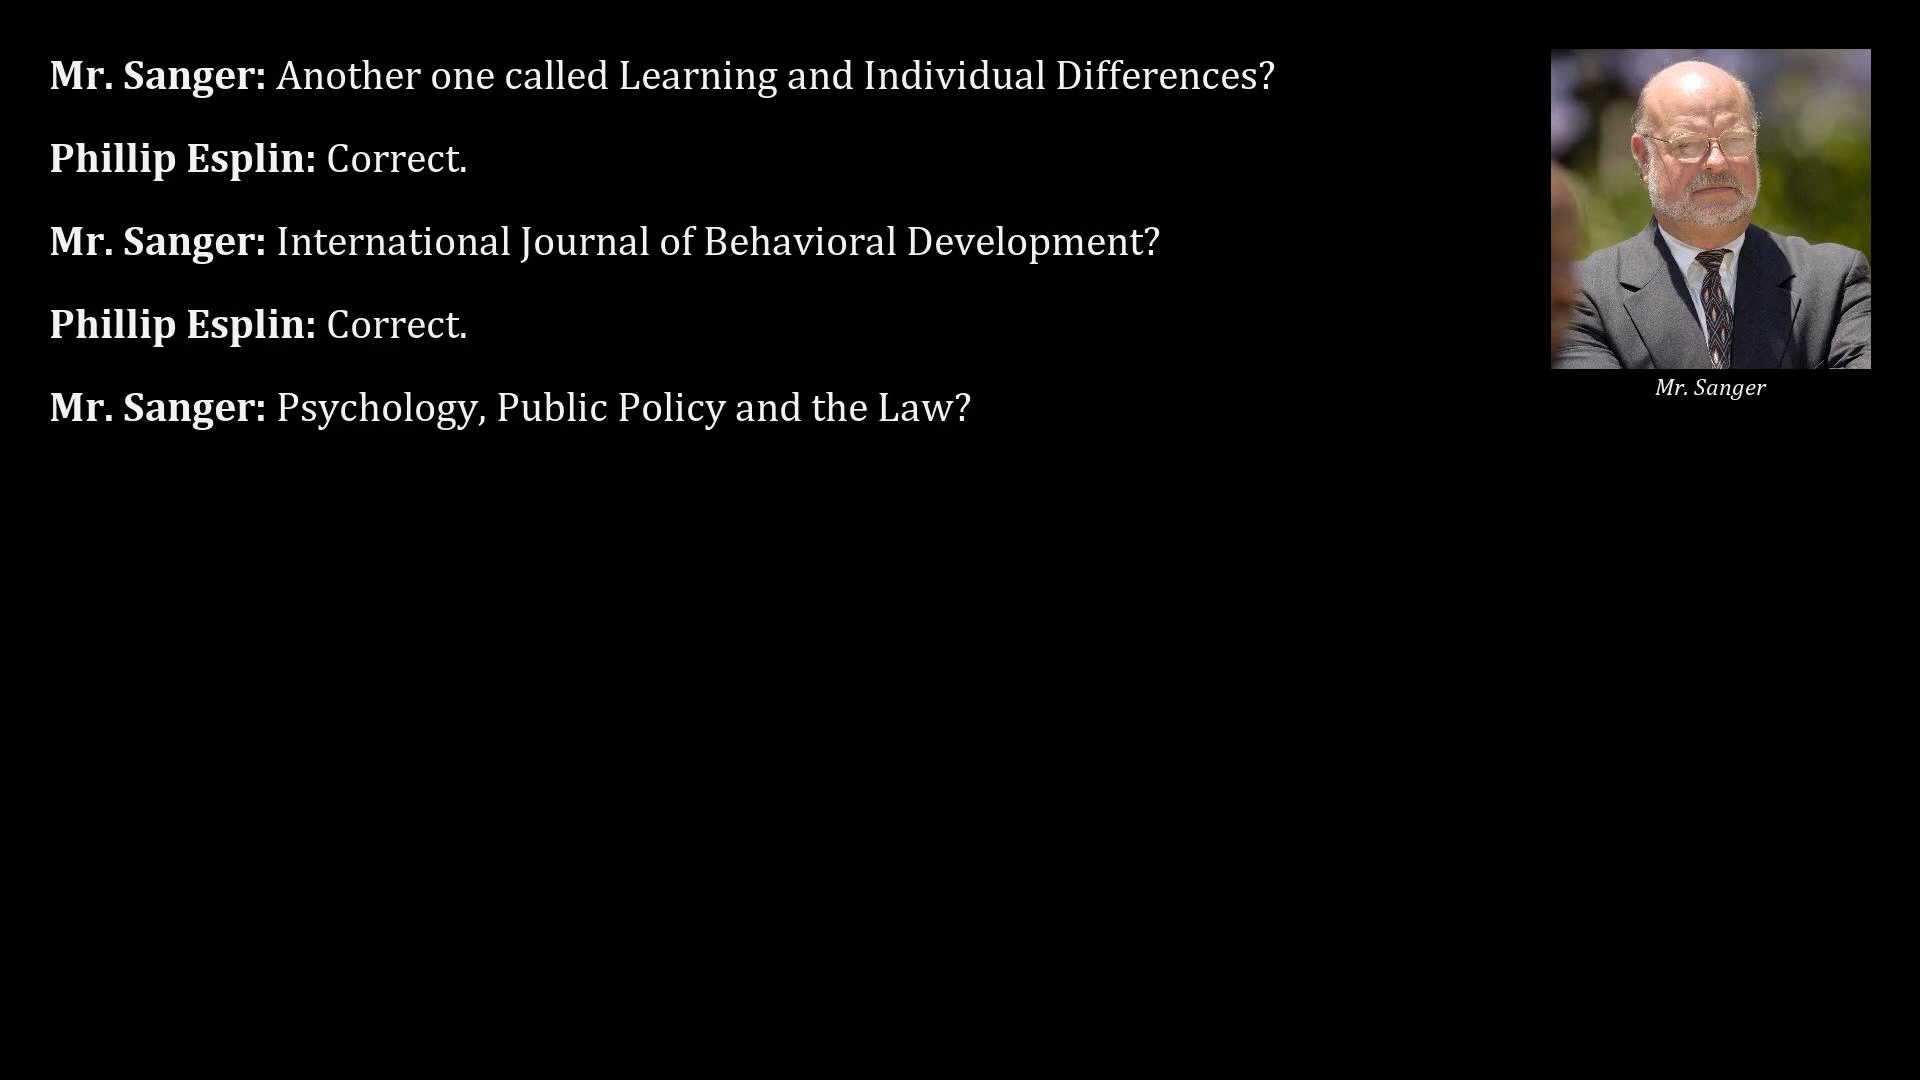 Mr. Sanger: Another one called Learning and Individual Differences?
Phillip Esplin: Correct.
Mr. Sanger: International Journal of Behavioral Development?
Phillip Esplin: Correct.
Mr. Sanger: Psychology, Public Policy and the Law?
Mr. Sanger